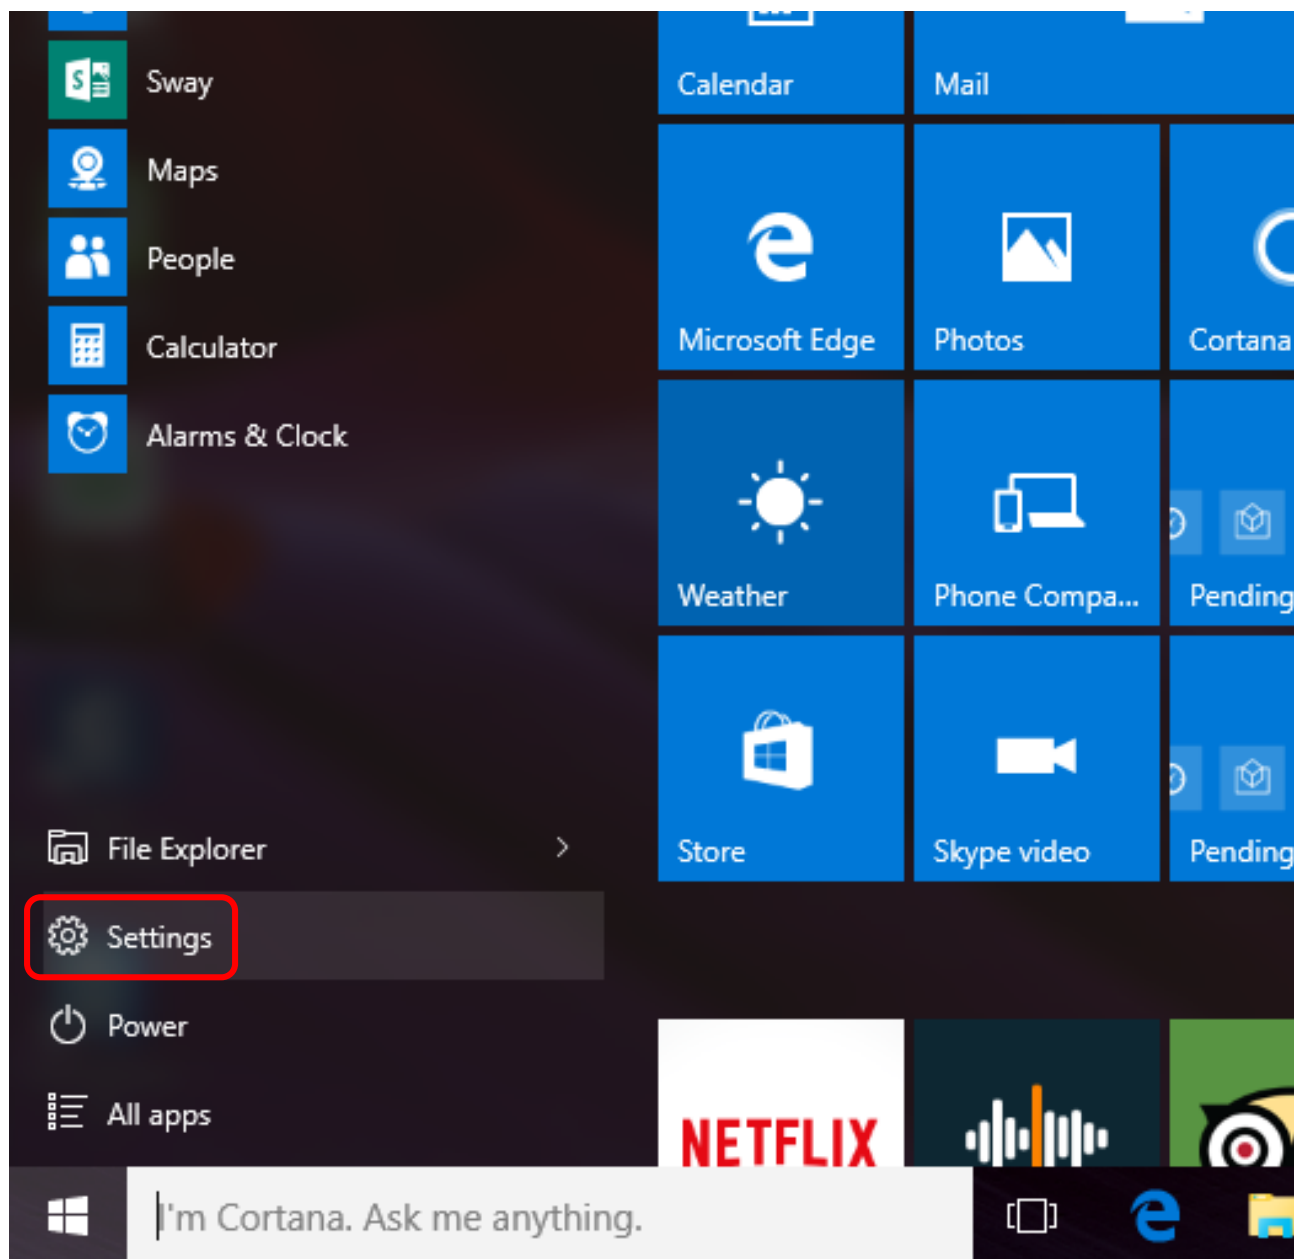 Sway
Maps
People
Calculator
Alarms & Clock
File Explorer
Settings
Power
All apps
Calendar
Mail
Microsoft Edge
Photos
Cortana
Weather
Phone Compa...
Pending
Store
Skype video
Pending
NETFLIX
I'm Cortana. Ask me anything.